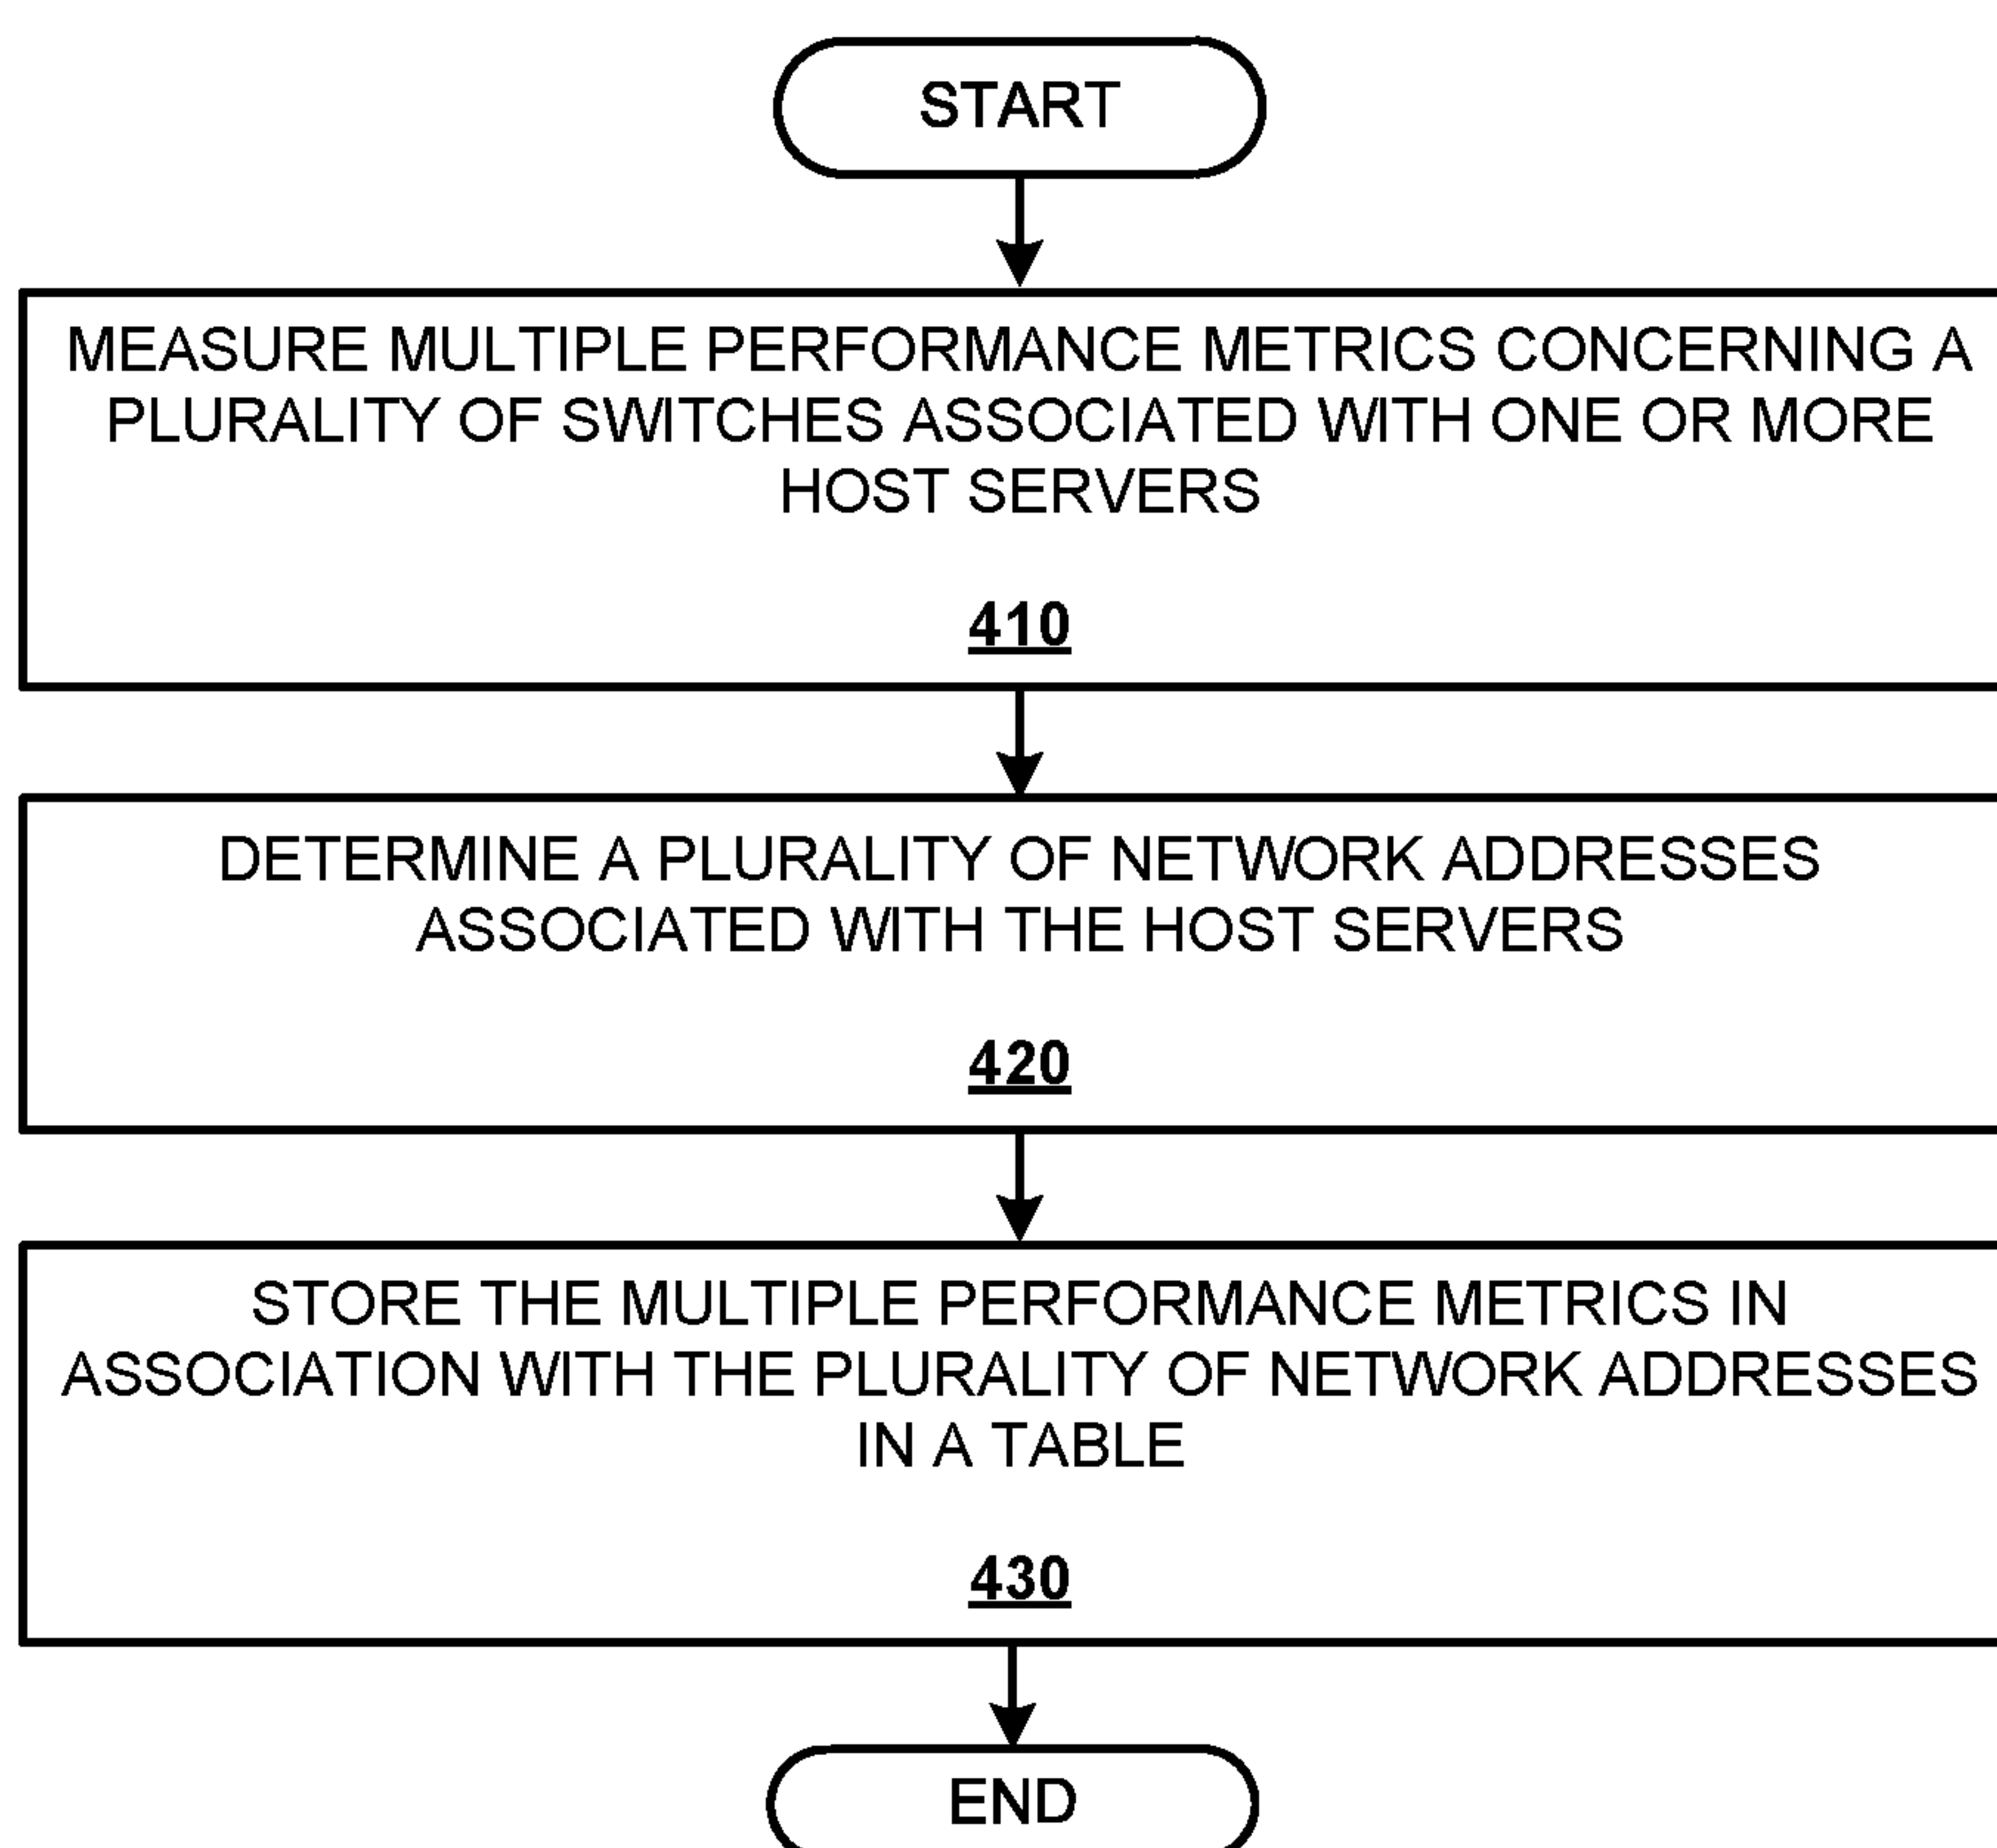 START
MEASURE MULTIPLE PERFORMANCE METRICS CONCERNING A
PLURALITY OF SWITCHES ASSOCIATED WITH ONE OR MORE
HOST SERVERS
410
DETERMINE A PLURALITY OF NETWORK ADDRESSES
ASSOCIATED WITH THE HOST SERVERS
420
STORE THE MULTIPLE PERFORMANCE METRICS IN
ASSOCIATION WITH THE PLURALITY OF NETWORK ADDRESSES
IN A TABLE
430
END